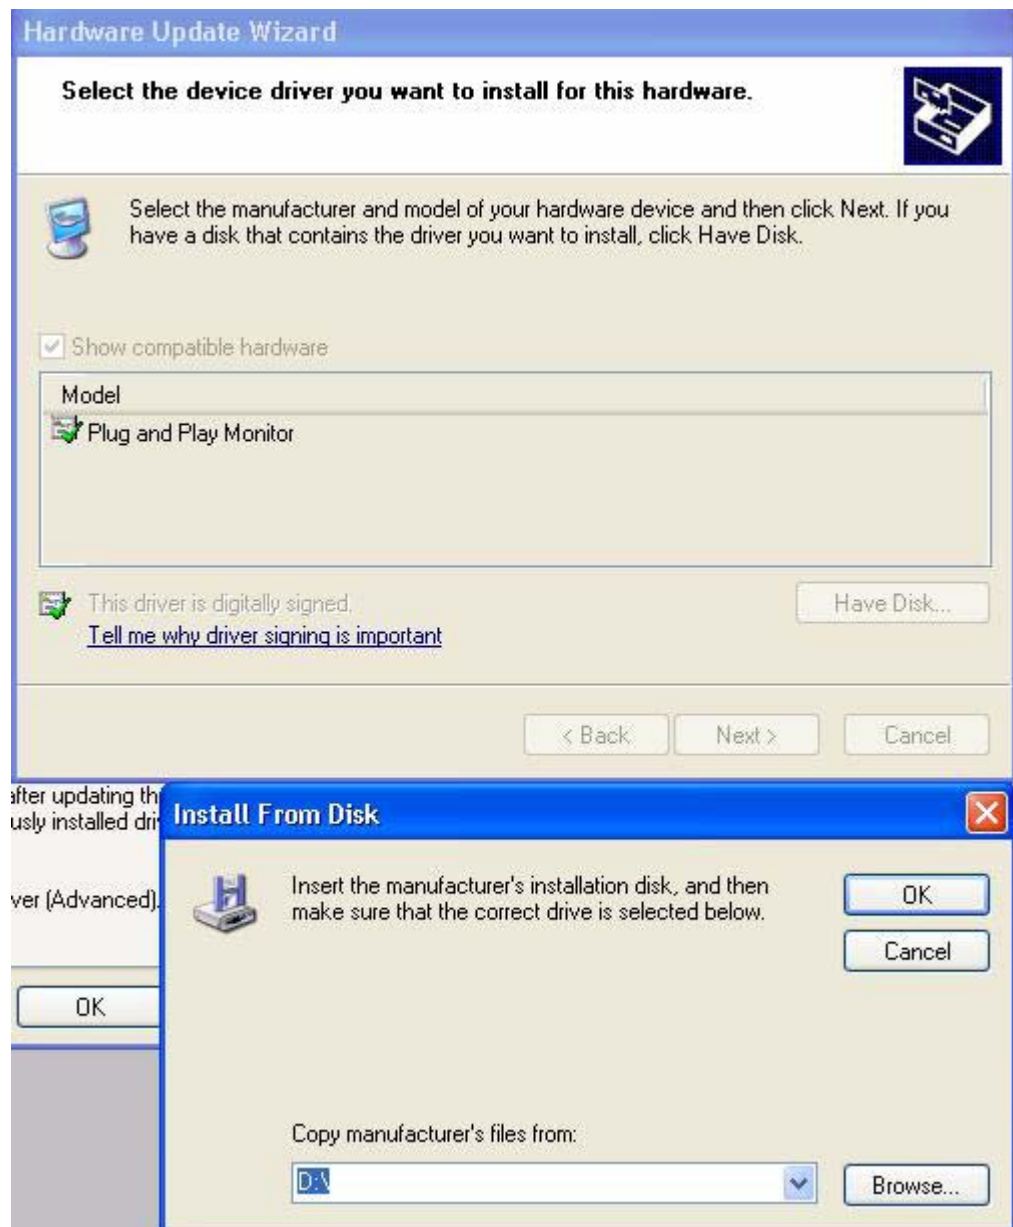 Hardware Update Wizard
Select the device driver you want to install for this hardware.
Select the manufacturer and model of your hardware device and then click Next. If you
have a disk that contains the driver you want to install, click Have Disk.
Show compatible hardware
Model
Plug and Play Monitor
This driver is digitally signed.
Have Disk...
Tell me why driver signing is important
< Back
Next >
Cancel
after updating th
usly installed dri
ver (Advanced).
OK
Install From Disk
Insert the manufacturer's installation disk, and then
make sure that the correct drive is selected below.
OK
Cancel
Copy manufacturer's files from:
D:\
Browse...